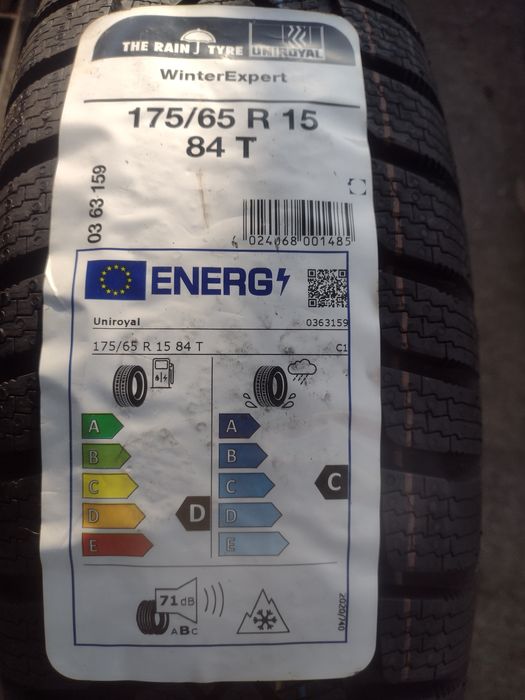 THE RAIN TYRE UNIROYAL
WinterExpert
175/65 R 15
84 T
03 63 159
4 024068 001485
ENERG
Uniroyal 0363159
175/65 R 15 84 T C1
A A
B B
C C C
D D D
E E
71 dB
ABC
2020/740